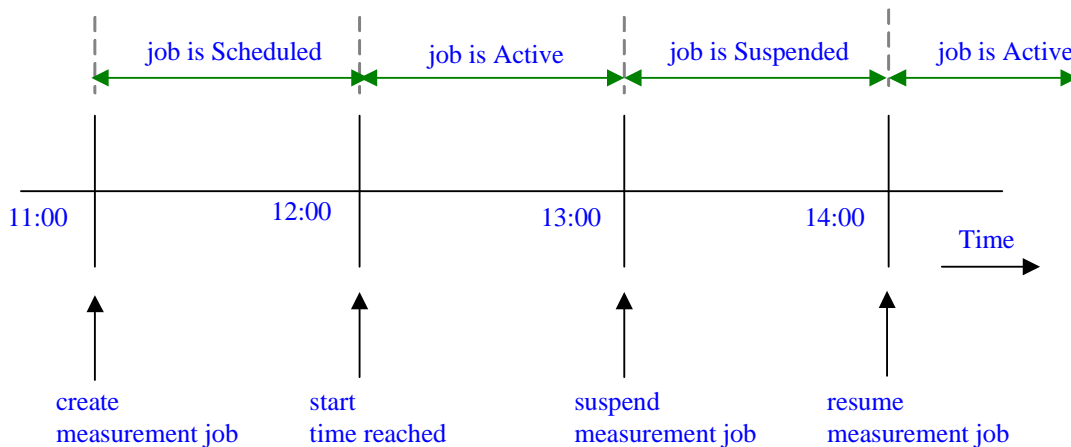 job is Scheduled
job is Active
job is Suspended
job is Active
11:00
12:00
13:00
14:00
Time
create
measurement job
start
time reached
suspend
measurement job
resume
measurement job